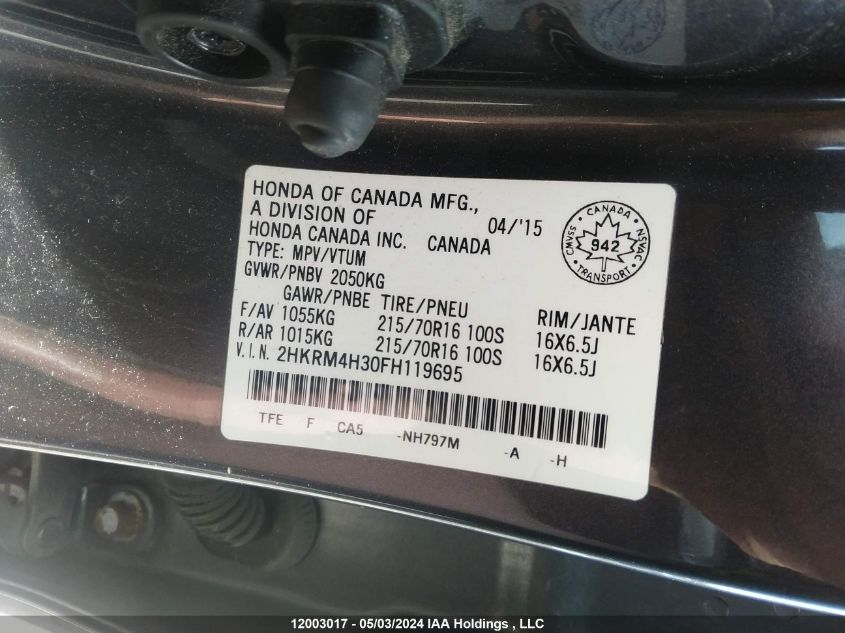 HONDA OF CANADA MFG.,
A DIVISION OF
HONDA CANADA INC. CANADA 04/'15
TYPE: MPV/VTUM
GVWR/PNBV 2050KG
GAWR/PNBE TIRE/PNEU RIM/JANTE
F/AV 1055KG 215/70R16 100S 16X6.5J
R/AR 1015KG 215/70R16 100S 16X6.5J
V.I.N. 2HKRM4H30FH119695
TFE F CA5 -NH797M -A -H
CANADA
CMVSS 942 NSVAC
TRANSPORT
12003017 - 05/03/2024 IAA Holdings , LLC